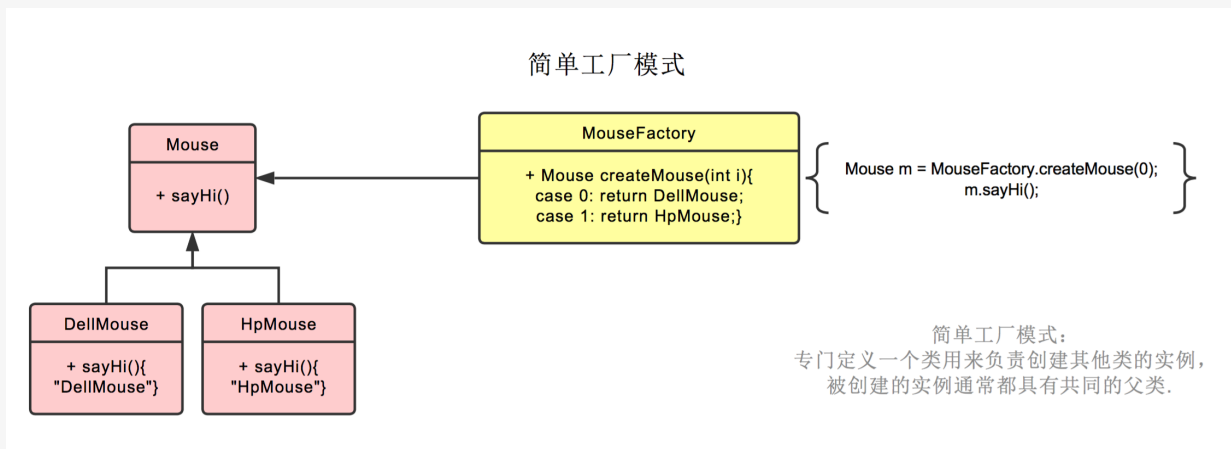 简单工厂模式
Mouse
+ sayHi()
MouseFactory
+ Mouse createMouse(int i){
case 0: return DellMouse;
case 1: return HpMouse;}
Mouse m = MouseFactory.createMouse(0);
m.sayHi();
DellMouse
+ sayHi(){
"DellMouse"}
HpMouse
+ sayHi(){
"HpMouse"}
简单工厂模式：
专门定义一个类用来负责创建其他类的实例，
被创建的实例通常都具有共同的父类.